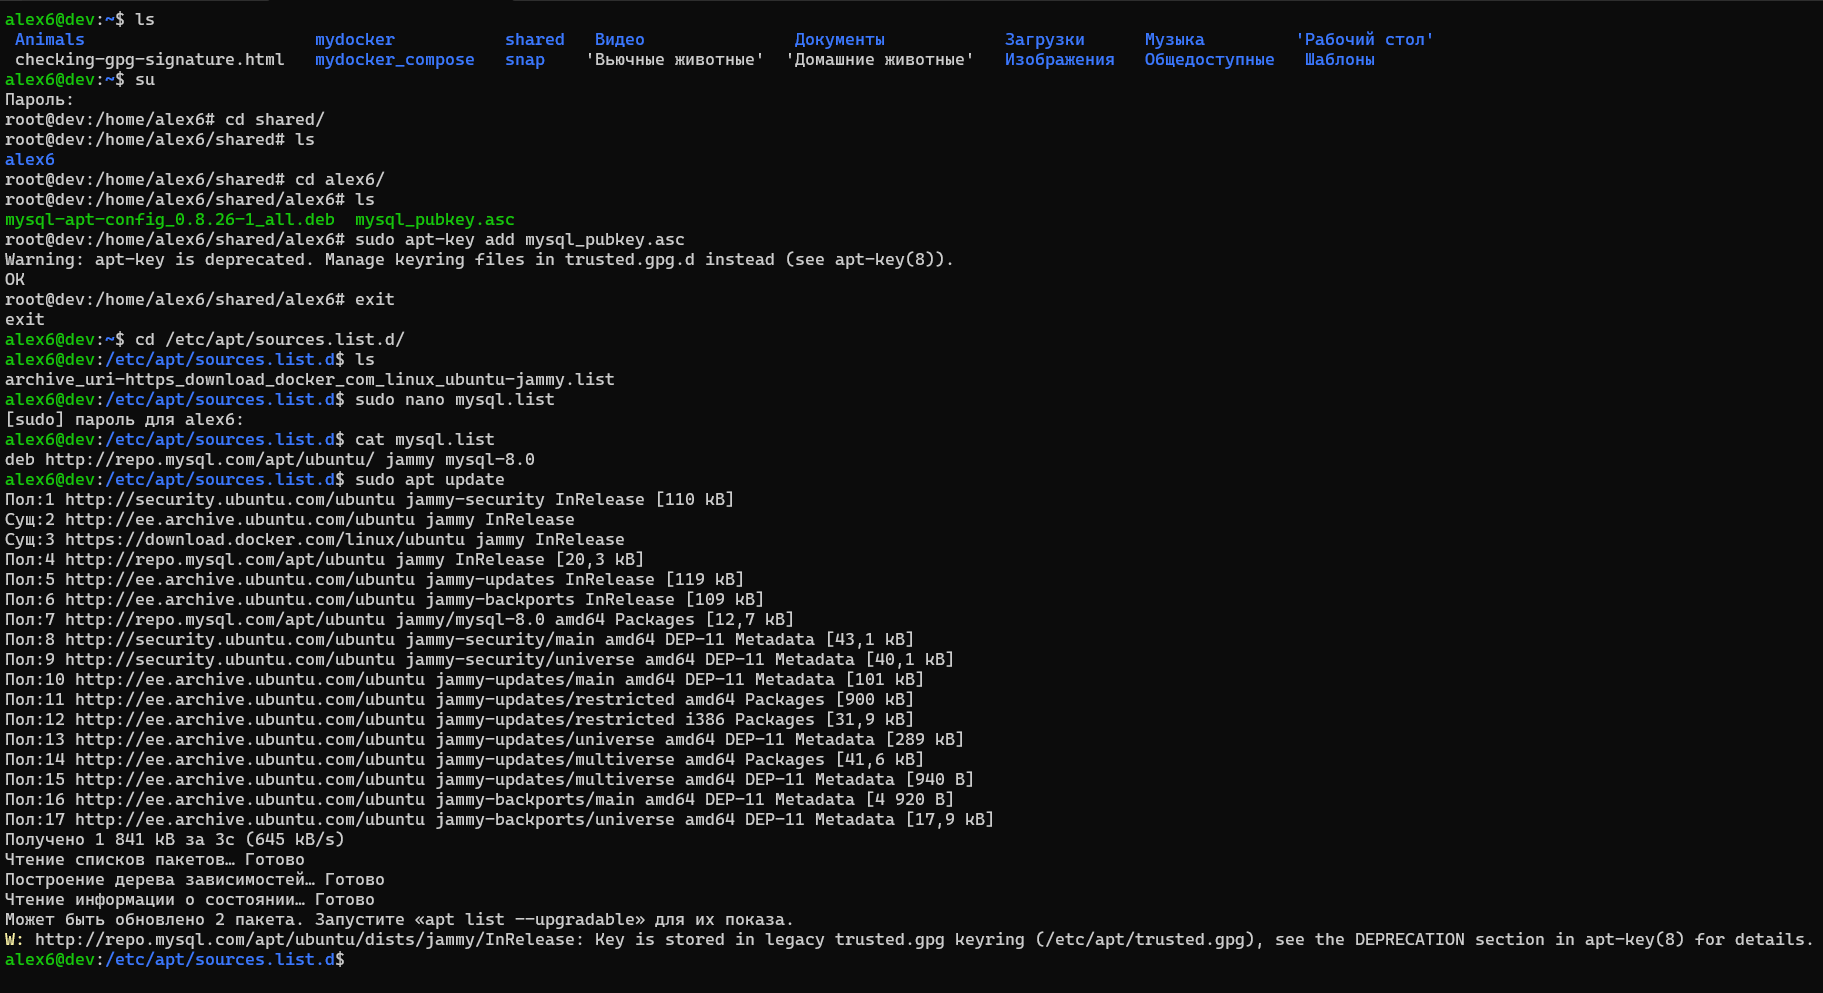 alex6@dev:~$ ls
Animals mydocker shared Видео Документы Загрузки Музыка 'Рабочий стол'
checking-gpg-signature.html mydocker_compose snap 'Вьючные животные' 'Домашние животные' Изображения Общедоступные Шаблоны
alex6@dev:~$ su
Пароль:
root@dev:/home/alex6# cd shared/
root@dev:/home/alex6/shared# ls
alex6
root@dev:/home/alex6/shared# cd alex6/
root@dev:/home/alex6/shared/alex6# ls
mysql-apt-config_0.8.26-1_all.deb mysql_pubkey.asc
root@dev:/home/alex6/shared/alex6# sudo apt-key add mysql_pubkey.asc
Warning: apt-key is deprecated. Manage keyring files in trusted.gpg.d instead (see apt-key(8)).
OK
root@dev:/home/alex6/shared/alex6# exit
exit
alex6@dev:~$ cd /etc/apt/sources.list.d/
alex6@dev:/etc/apt/sources.list.d$ ls
archive_uri-https_download_docker_com_linux_ubuntu-jammy.list
alex6@dev:/etc/apt/sources.list.d$ sudo nano mysql.list
[sudo] пароль для alex6:
alex6@dev:/etc/apt/sources.list.d$ cat mysql.list
deb http://repo.mysql.com/apt/ubuntu/ jammy mysql-8.0
alex6@dev:/etc/apt/sources.list.d$ sudo apt update
Пол:1 http://security.ubuntu.com/ubuntu jammy-security InRelease [110 kB]
Сущ:2 http://ee.archive.ubuntu.com/ubuntu jammy InRelease
Сущ:3 https://download.docker.com/linux/ubuntu jammy InRelease
Пол:4 http://repo.mysql.com/apt/ubuntu jammy InRelease [20,3 kB]
Пол:5 http://ee.archive.ubuntu.com/ubuntu jammy-updates InRelease [119 kB]
Пол:6 http://ee.archive.ubuntu.com/ubuntu jammy-backports InRelease [109 kB]
Пол:7 http://repo.mysql.com/apt/ubuntu jammy/mysql-8.0 amd64 Packages [12,7 kB]
Пол:8 http://security.ubuntu.com/ubuntu jammy-security/main amd64 DEP-11 Metadata [43,1 kB]
Пол:9 http://security.ubuntu.com/ubuntu jammy-security/universe amd64 DEP-11 Metadata [40,1 kB]
Пол:10 http://ee.archive.ubuntu.com/ubuntu jammy-updates/main amd64 DEP-11 Metadata [101 kB]
Пол:11 http://ee.archive.ubuntu.com/ubuntu jammy-updates/restricted amd64 Packages [900 kB]
Пол:12 http://ee.archive.ubuntu.com/ubuntu jammy-updates/restricted i386 Packages [31,9 kB]
Пол:13 http://ee.archive.ubuntu.com/ubuntu jammy-updates/universe amd64 DEP-11 Metadata [289 kB]
Пол:14 http://ee.archive.ubuntu.com/ubuntu jammy-updates/multiverse amd64 Packages [41,6 kB]
Пол:15 http://ee.archive.ubuntu.com/ubuntu jammy-updates/multiverse amd64 DEP-11 Metadata [940 B]
Пол:16 http://ee.archive.ubuntu.com/ubuntu jammy-backports/main amd64 DEP-11 Metadata [4 920 B]
Пол:17 http://ee.archive.ubuntu.com/ubuntu jammy-backports/universe amd64 DEP-11 Metadata [17,9 kB]
Получено 1 841 kB за 3с (645 kB/s)
Чтение списков пакетов… Готово
Построение дерева зависимостей… Готово
Чтение информации о состоянии… Готово
Может быть обновлено 2 пакета. Запустите «apt list --upgradable» для их показа.
W: http://repo.mysql.com/apt/ubuntu/dists/jammy/InRelease: Key is stored in legacy trusted.gpg keyring (/etc/apt/trusted.gpg), see the DEPRECATION section in apt-key(8) for details.
alex6@dev:/etc/apt/sources.list.d$